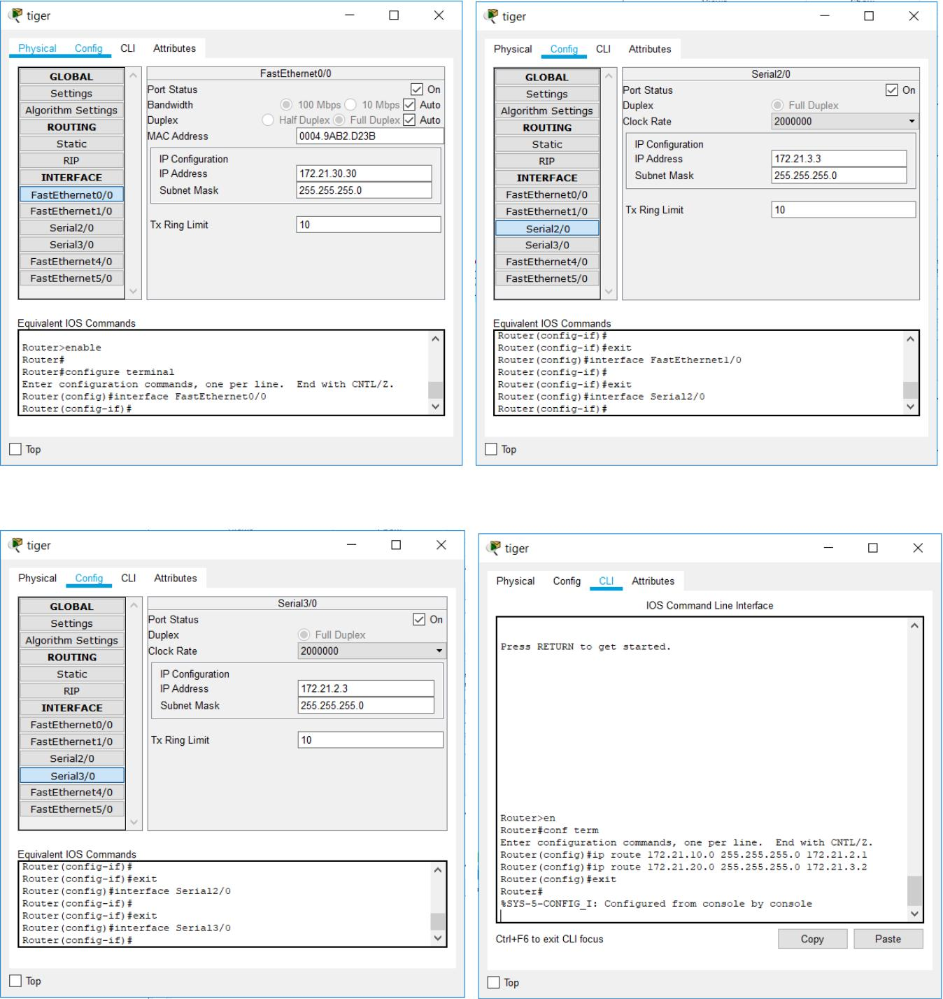 tiger
Physical Config CLI Attributes
GLOBAL
Settings
Algorithm Settings
ROUTING
Static
RIP
INTERFACE
FastEthernet0/0
FastEthernet1/0
Serial2/0
Serial3/0
FastEthernet4/0
FastEthernet5/0
FastEthernet0/0
Port Status On
Bandwidth 100 Mbps 10 Mbps Auto
Duplex Half Duplex Full Duplex Auto
MAC Address 0004.9AB2.D23B
IP Configuration
IP Address 172.21.30.30
Subnet Mask 255.255.255.0
Tx Ring Limit 10
Equivalent IOS Commands
Router>enable
Router#
Router#configure terminal
Enter configuration commands, one per line. End with CNTL/Z.
Router(config)#interface FastEthernet0/0
Router(config-if)#
Top
tiger
Physical Config CLI Attributes
GLOBAL
Settings
Algorithm Settings
ROUTING
Static
RIP
INTERFACE
FastEthernet0/0
FastEthernet1/0
Serial2/0
Serial3/0
FastEthernet4/0
FastEthernet5/0
Serial2/0
Port Status On
Duplex Full Duplex
Clock Rate 2000000
IP Configuration
IP Address 172.21.3.3
Subnet Mask 255.255.255.0
Tx Ring Limit 10
Equivalent IOS Commands
Router(config-if)#
Router(config-if)#exit
Router(config)#interface FastEthernet1/0
Router(config-if)#
Router(config-if)#exit
Router(config)#interface Serial2/0
Router(config-if)#
Top
tiger
Physical Config CLI Attributes
GLOBAL
Settings
Algorithm Settings
ROUTING
Static
RIP
INTERFACE
FastEthernet0/0
FastEthernet1/0
Serial2/0
Serial3/0
FastEthernet4/0
FastEthernet5/0
Serial3/0
Port Status On
Duplex Full Duplex
Clock Rate 2000000
IP Configuration
IP Address 172.21.2.3
Subnet Mask 255.255.255.0
Tx Ring Limit 10
Equivalent IOS Commands
Router(config-if)#
Router(config-if)#exit
Router(config)#interface Serial2/0
Router(config-if)#
Router(config-if)#exit
Router(config)#interface Serial3/0
Router(config-if)#
Top
tiger
Physical Config CLI Attributes
IOS Command Line Interface
Press RETURN to get started.
Router>en
Router#conf term
Enter configuration commands, one per line. End with CNTL/Z.
Router(config)#ip route 172.21.10.0 255.255.255.0 172.21.2.1
Router(config)#ip route 172.21.20.0 255.255.255.0 172.21.3.2
Router(config)#exit
Router#
%SYS-5-CONFIG_I: Configured from console by console
Ctrl+F6 to exit CLI focus Copy Paste
Top